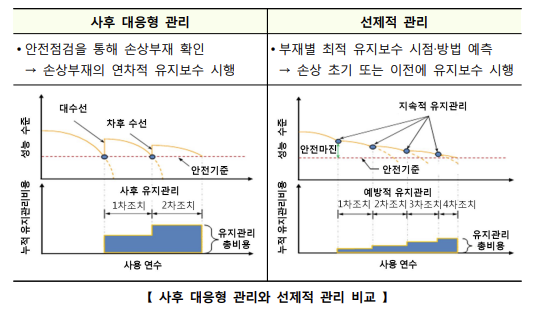 사후 대응형 관리
선제적 관리
• 안전점검을 통해 손상부재 확인
→ 손상부재의 연차적 유지보수 시행
• 부재별 최적 유지보수 시점·방법 예측
→ 손상 초기 또는 이전에 유지보수 시행
성능 수준
대수선
차후 수선
안전기준
누적 유지관리비용
사후 유지관리
1차조치
2차조치
유지관리
총비용
사용 연수
성능 수준
지속적 유지관리
안전마진
안전기준
누적 유지관리비용
예방적 유지관리
1차조치 2차조치 3차조치 4차조치
유지관리
총비용
사용 연수
【 사후 대응형 관리와 선제적 관리 비교 】